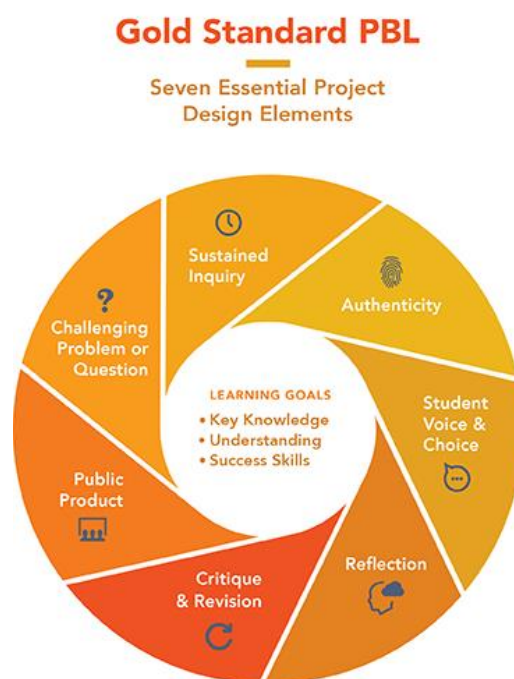 Gold Standard PBL
Seven Essential Project
Design Elements
Sustained
Inquiry
Authenticity
?
Challenging
Problem or
Question
Student
Voice &
Choice
LEARNING GOALS
• Key Knowledge
• Understanding
• Success Skills
Public
Product
Reflection
Critique
& Revision